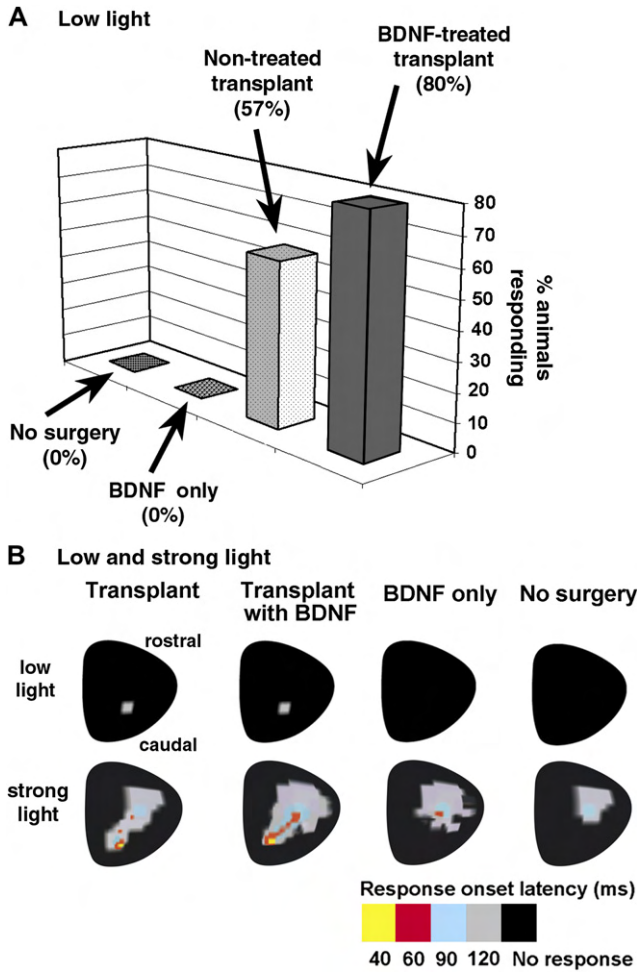 A Low light
BDNF-treated
transplant
(80%)
Non-treated
transplant
(57%)
80
70
60
50
40
30
20
10
0
% animals
responding
No surgery
(0%)
BDNF only
(0%)
B Low and strong light
Transplant
Transplant
with BDNF
BDNF only
No surgery
rostral
low
light
caudal
strong
light
Response onset latency (ms)
40 60 90 120 No response